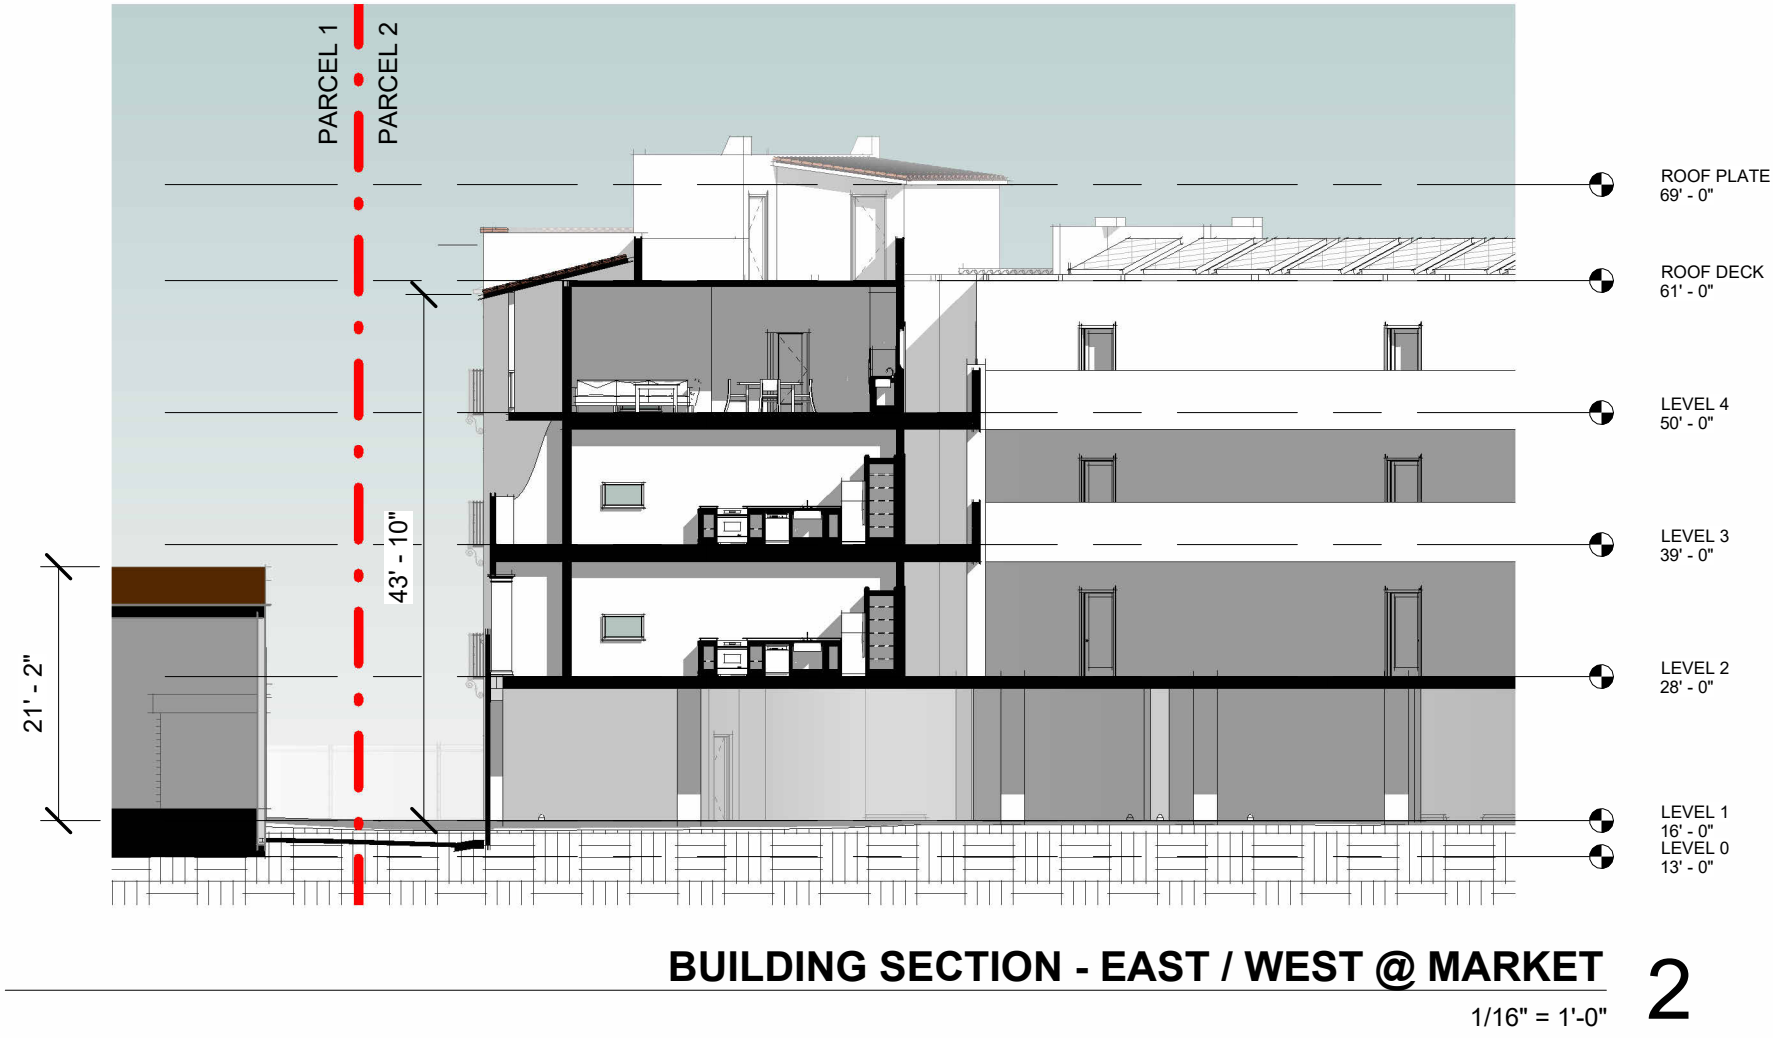 PARCEL 1
PARCEL 2
ROOF PLATE
69' - 0"
ROOF DECK
61' - 0"
LEVEL 4
50' - 0"
43' - 10"
LEVEL 3
39' - 0"
21' - 2"
LEVEL 2
28' - 0"
LEVEL 1
16' - 0"
LEVEL 0
13' - 0"
BUILDING SECTION - EAST / WEST @ MARKET
2
1/16" = 1'-0"